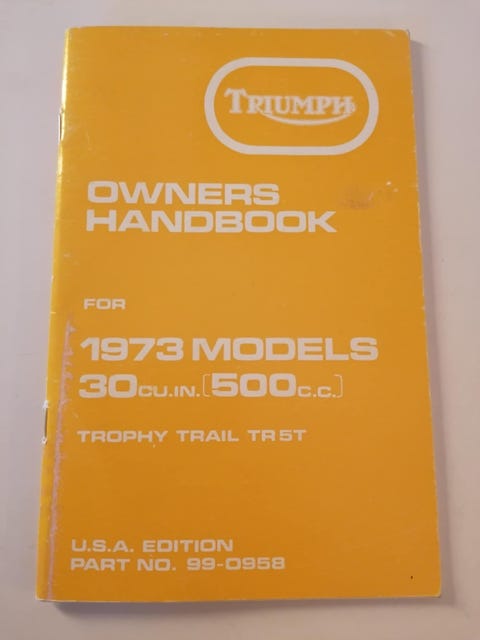 TRIUMPH
OWNERS
HANDBOOK
FOR
1973 MODELS
30CU.IN.(500C.C.)
TROPHY TRAIL TR5T
U.S.A. EDITION
PART NO. 99-0958